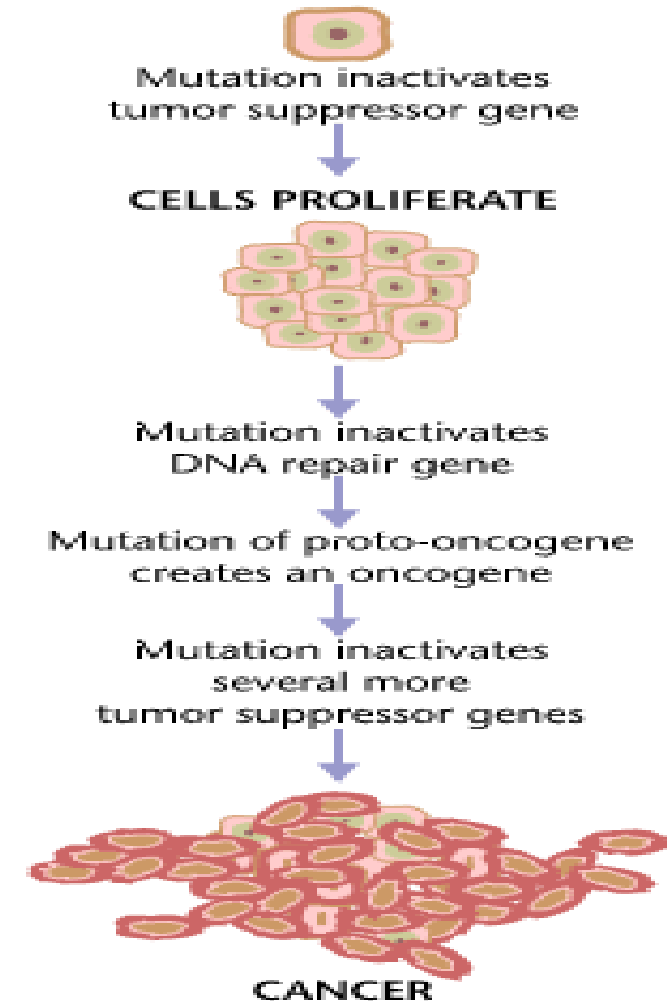 Mutation inactivates
tumor suppressor gene
CELLS PROLIFERATE
Mutation inactivates
DNA repair gene
Mutation of proto-oncogene
creates an oncogene
Mutation inactivates
several more
tumor suppressor genes
CANCER